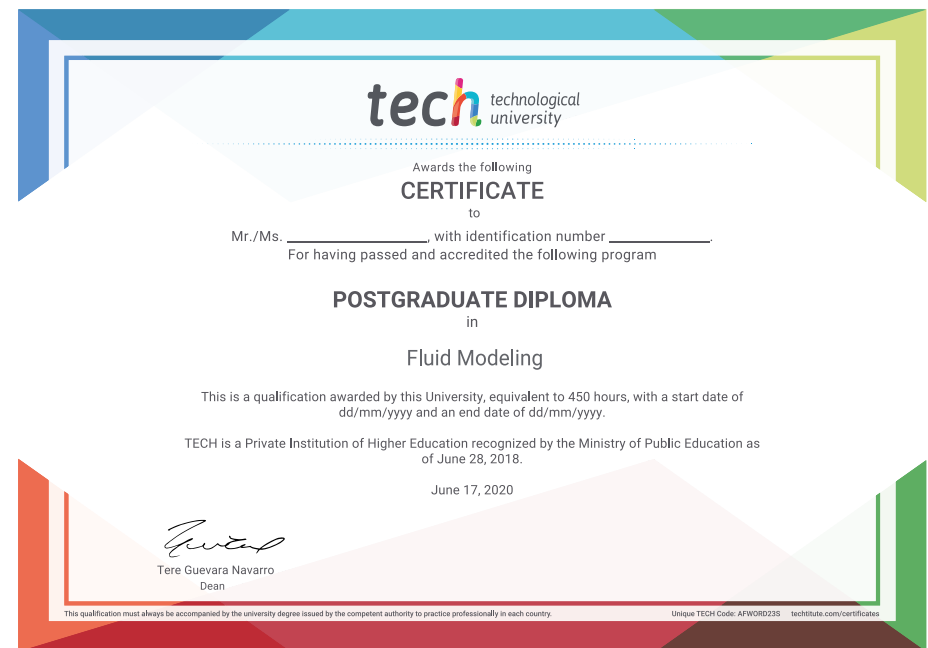 tech technological
university
Awards the following
CERTIFICATE
to
Mr./Ms. ____________________, with identification number ______________.
For having passed and accredited the following program
POSTGRADUATE DIPLOMA
in
Fluid Modeling
This is a qualification awarded by this University, equivalent to 450 hours, with a start date of
dd/mm/yyyy and an end date of dd/mm/yyyy.
TECH is a Private Institution of Higher Education recognized by the Ministry of Public Education as
of June 28, 2018.
June 17, 2020
Tere Guevara Navarro
Dean
This qualification must always be accompanied by the university degree issued by the competent authority to practice professionally in each country.
Unique TECH Code: AFWORD23S techtitute.com/certificates